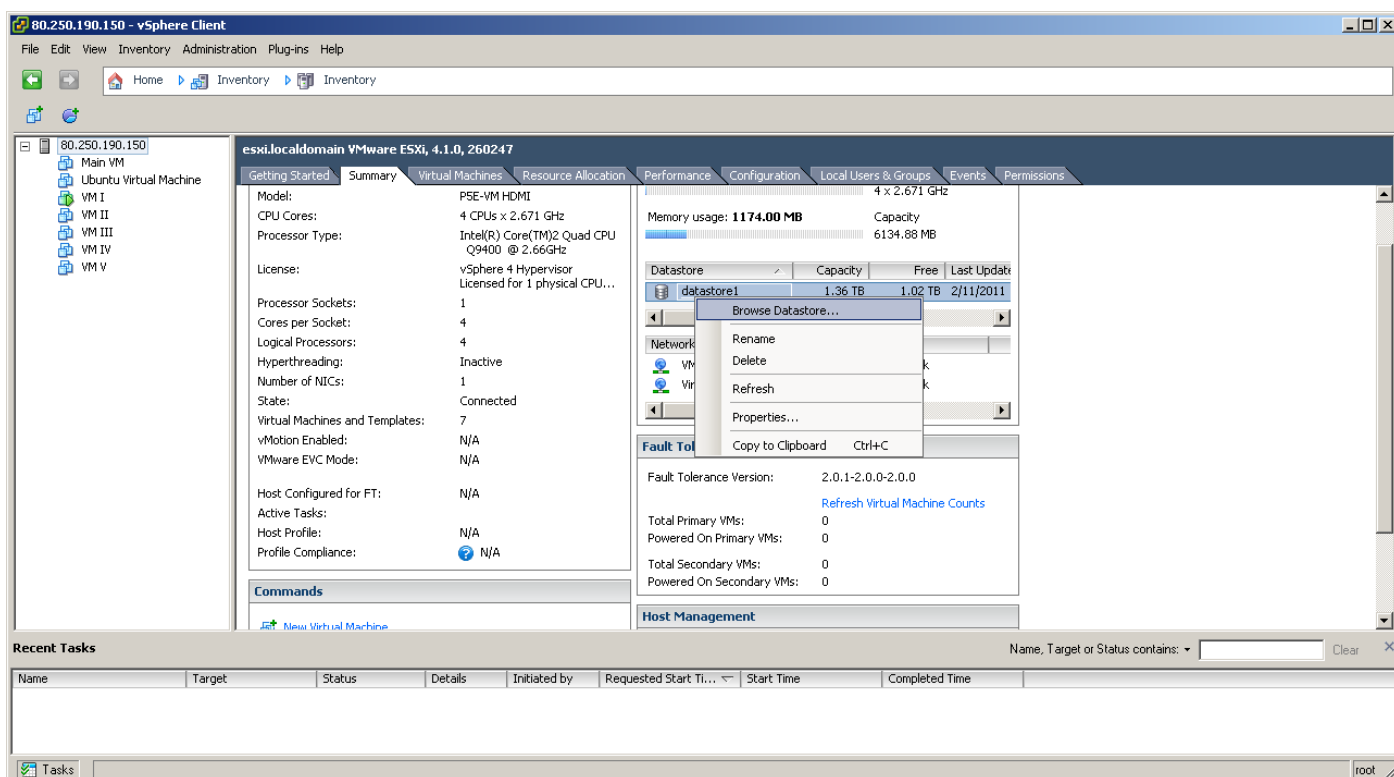 80.250.190.150 - vSphere Client
File Edit View Inventory Administration Plug-ins Help
Home Inventory Inventory
80.250.190.150
Main VM
Ubuntu Virtual Machine
VM I
VM II
VM III
VM IV
VM V
esxi.localdomain VMware ESXi, 4.1.0, 260247
Getting Started Summary Virtual Machines Resource Allocation Performance Configuration Local Users & Groups Events Permissions
Model: P5E-VM HDMI
CPU Cores: 4 CPUs x 2.671 GHz
Processor Type: Intel(R) Core(TM)2 Quad CPU
Q9400 @ 2.66GHz
License: vSphere 4 Hypervisor
Licensed for 1 physical CPU...
Processor Sockets: 1
Cores per Socket: 4
Logical Processors: 4
Hyperthreading: Inactive
Number of NICs: 1
State: Connected
Virtual Machines and Templates: 7
vMotion Enabled: N/A
VMware EVC Mode: N/A
Host Configured for FT: N/A
Active Tasks:
Host Profile: N/A
Profile Compliance: N/A
Commands
New Virtual Machine
4 x 2.671 GHz
Memory usage: 1174.00 MB Capacity
6134.88 MB
Datastore Capacity Free Last Update
datastore1 1.36 TB 1.02 TB 2/11/2011
Browse Datastore...
Rename
Delete
Refresh
Properties...
Copy to Clipboard Ctrl+C
Network
VM k
Vir k
Fault Tol
Fault Tolerance Version: 2.0.1-2.0.0-2.0.0
Refresh Virtual Machine Counts
Total Primary VMs: 0
Powered On Primary VMs: 0
Total Secondary VMs: 0
Powered On Secondary VMs: 0
Host Management
Recent Tasks
Name, Target or Status contains: Clear
Name Target Status Details Initiated by Requested Start Ti... Start Time Completed Time
Tasks root